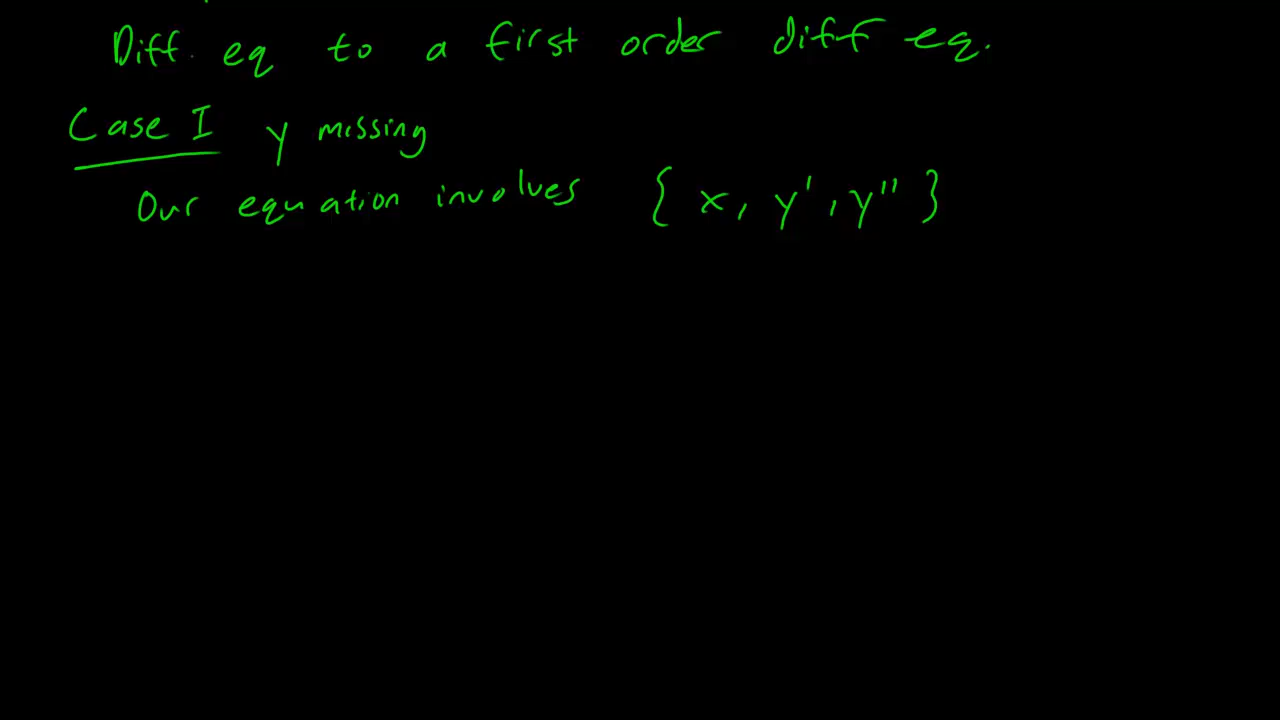 Diff. eq to a first order diff eq.
Case I y missing
Our equation involves { x, y', y'' }